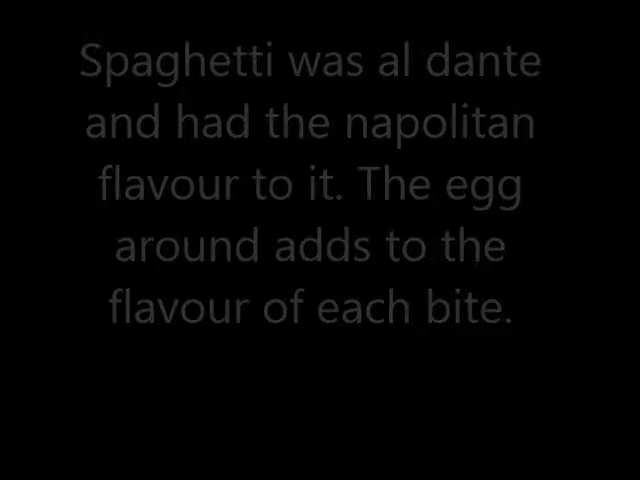 Spaghetti was al dante
and had the napolitan
flavour to it. The egg
around adds to the
flavour of each bite.